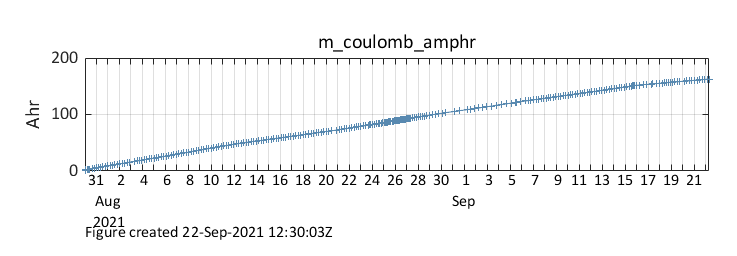 m_coulomb_amphr
200
100
0
Ahr
31 2 4 6 8 10 12 14 16 18 20 22 24 26 28 30 1 3 5 7 9 11 13 15 17 19 21
Aug Sep
2021
Figure created 22-Sep-2021 12:30:03Z